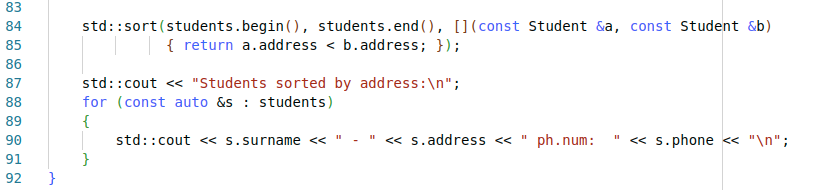 83
84 std::sort(students.begin(), students.end(), [](const Student &a, const Student &b)
85 { return a.address < b.address; });
86
87 std::cout << "Students sorted by address:\n";
88 for (const auto &s : students)
89 {
90 std::cout << s.surname << " - " << s.address << " ph.num:  " << s.phone << "\n";
91 }
92 }